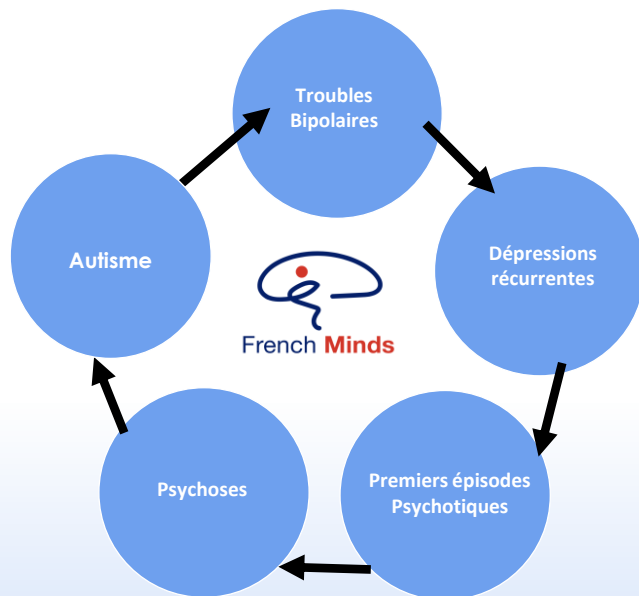 Troubles
Bipolaires
Dépressions
récurrentes
Autisme
French Minds
Premiers épisodes
Psychotiques
Psychoses